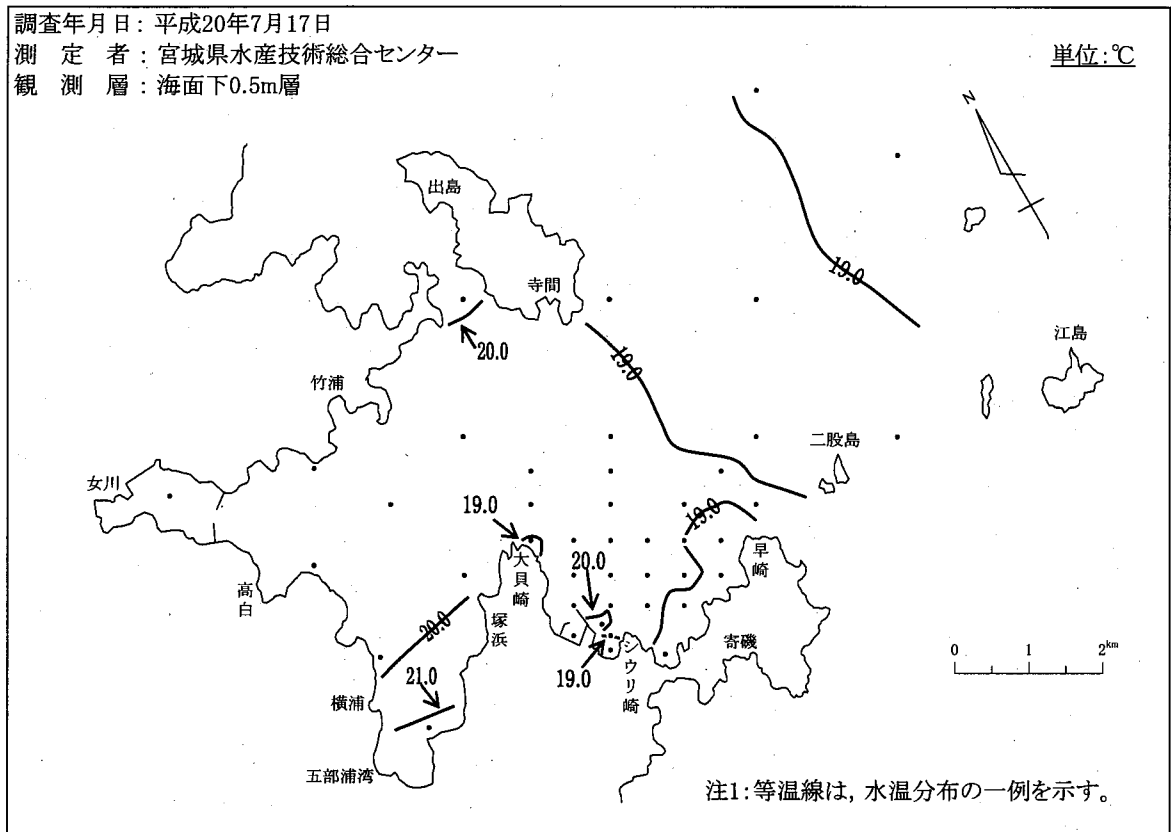 調査年月日：平成20年7月17日
測　定　者：宮城県水産技術総合センター
観　測　層：海面下0.5m層
単位:℃
N
出島
寺間
19.0
江島
20.0
19.0
竹浦
二股島
女川
19.0
19.0
早崎
大貝崎
20.0
高白
塚浜
20.0
シウリ崎
寄磯
0 1 2km
19.0
21.0
横浦
五部浦湾
注1:等温線は, 水温分布の一例を示す。